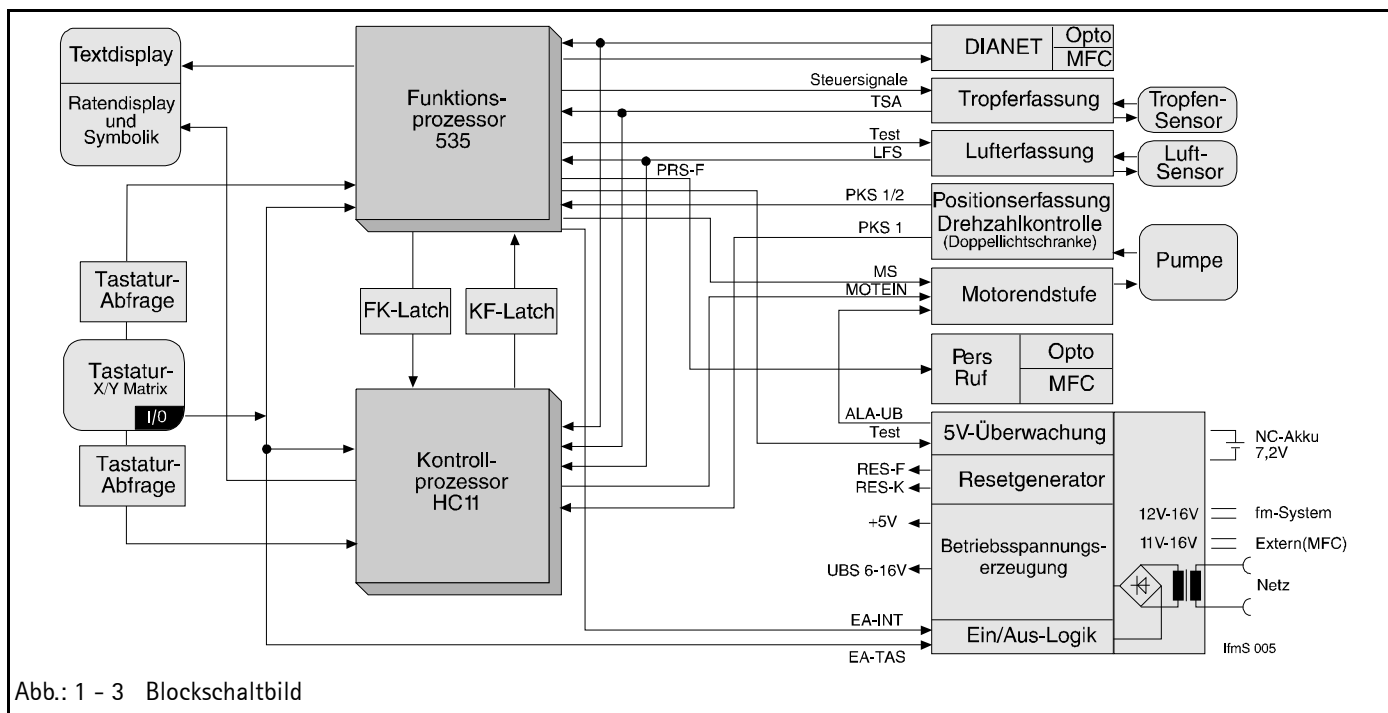 Textdisplay
Ratendisplay
und
Symbolik
Funktions-
prozessor
535
DIANET
Opto
MFC
Steuersignale
TSA
Tropferfassung
Tropfen-
Sensor
Test
LFS
Lufterfassung
Luft-
Sensor
PRS-F
PKS 1/2
PKS 1
Positionserfassung
Drehzahlkontrolle
(Doppellichtschranke)
Pumpe
Tastatur-
Abfrage
FK-Latch
KF-Latch
MS
MOTEIN
Motorendstufe
Tastatur-
X/Y Matrix
I/0
Pers
Ruf
Opto
MFC
Tastatur-
Abfrage
Kontroll-
prozessor
HC11
ALA-UB
Test
5V-Überwachung
NC-Akku
7,2V
RES-F
RES-K
Resetgenerator
+5V
UBS 6-16V
Betriebsspannungs-
erzeugung
12V-16V
fm-System
11V-16V
Extern(MFC)
Netz
EA-INT
EA-TAS
Ein/Aus-Logik
lfmS 005
Abb.: 1 - 3 Blockschaltbild